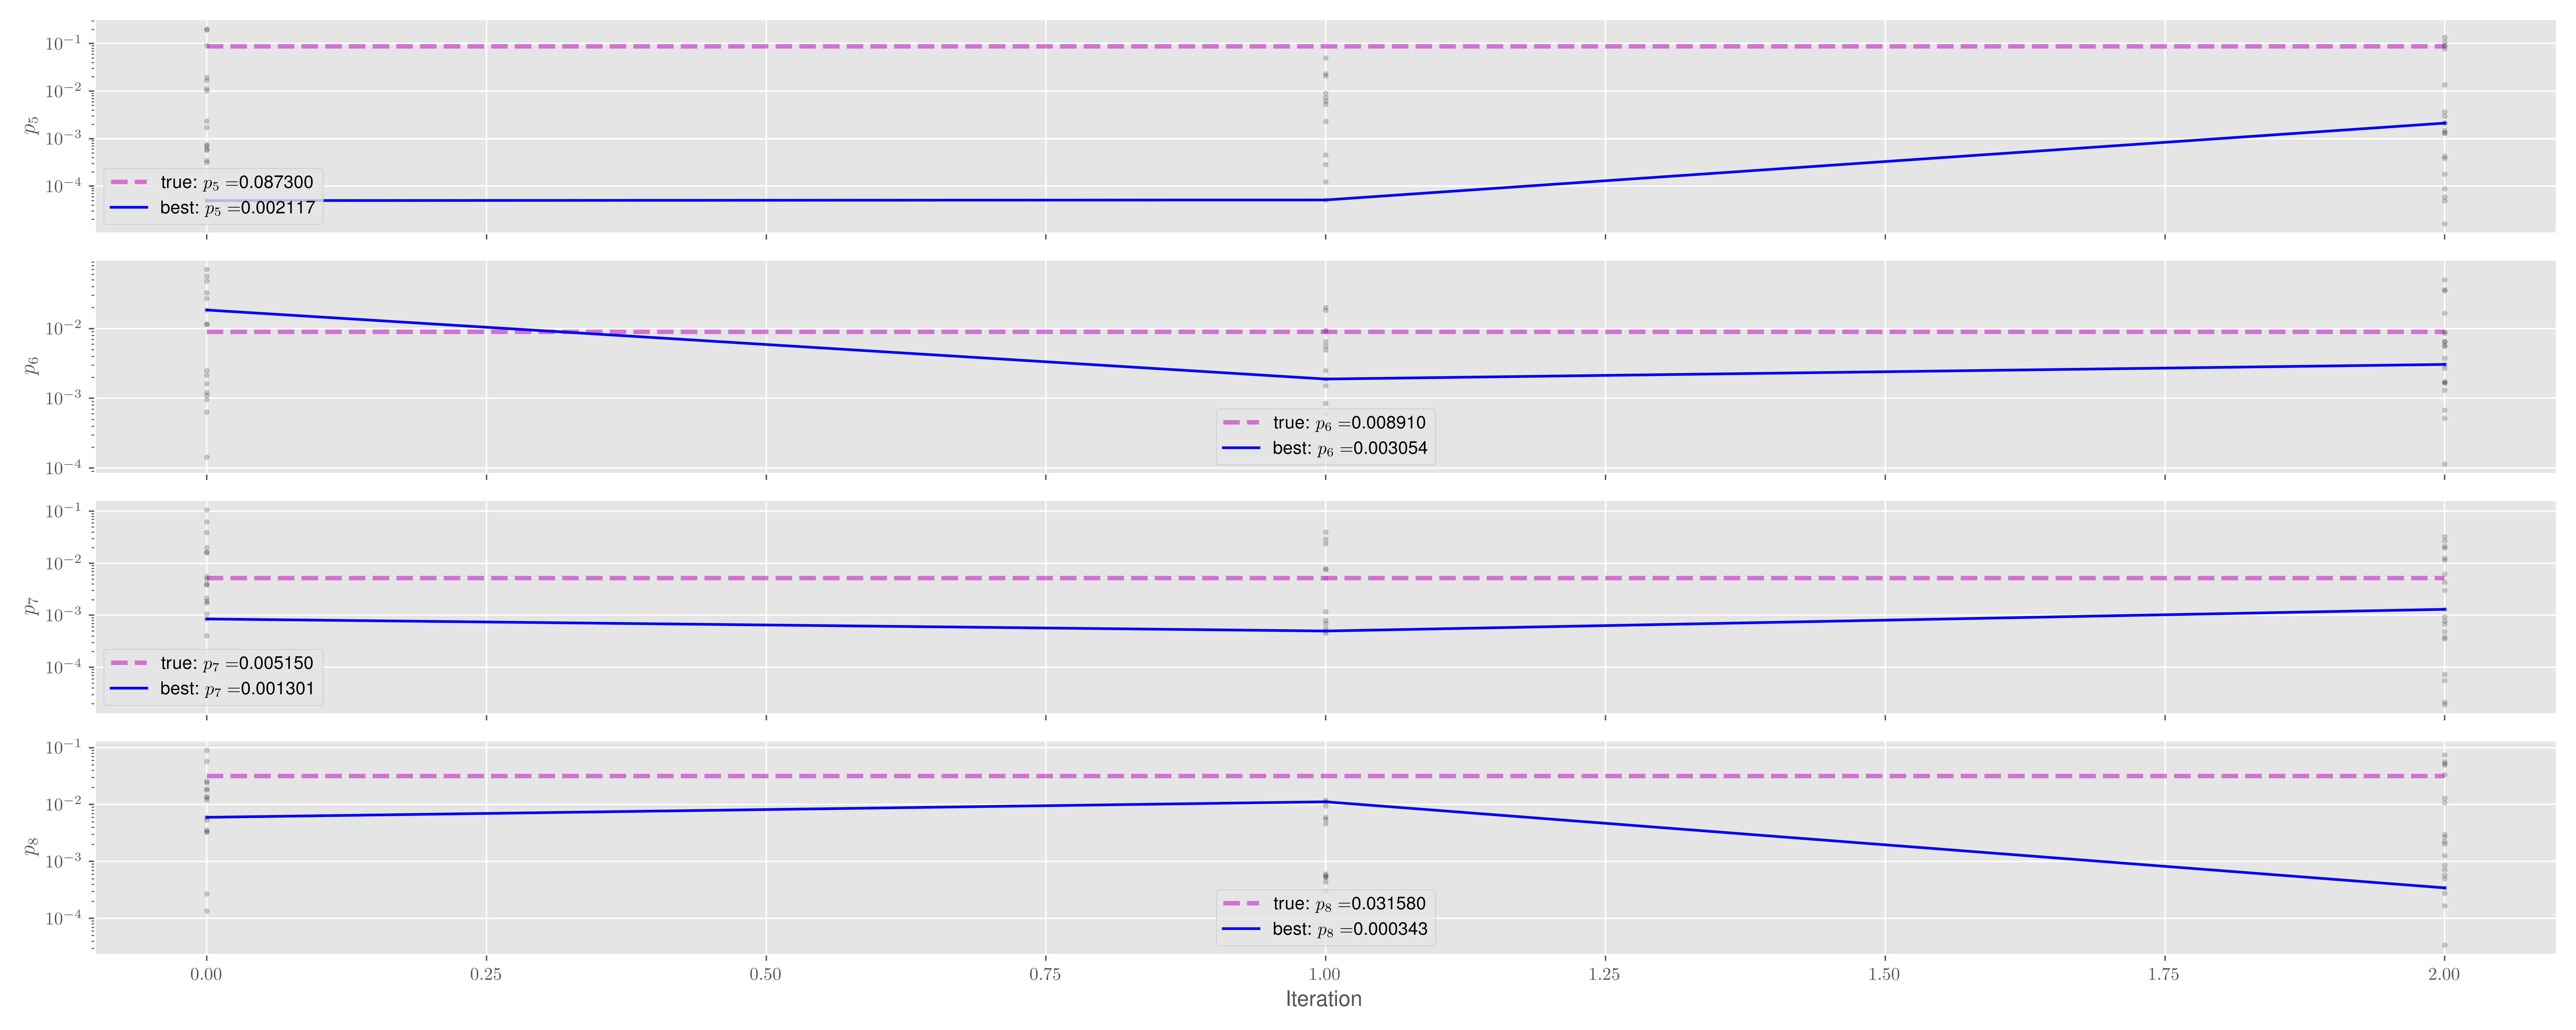 10⁻¹
10⁻²
10⁻³
10⁻⁴
p₅
true: p₅ =0.087300
best: p₅ =0.002117
10⁻²
10⁻³
10⁻⁴
p₆
true: p₆ =0.008910
best: p₆ =0.003054
10⁻¹
10⁻²
10⁻³
10⁻⁴
p₇
true: p₇ =0.005150
best: p₇ =0.001301
10⁻¹
10⁻²
10⁻³
10⁻⁴
p₈
true: p₈ =0.031580
best: p₈ =0.000343
0.00 0.25 0.50 0.75 1.00 1.25 1.50 1.75 2.00
Iteration